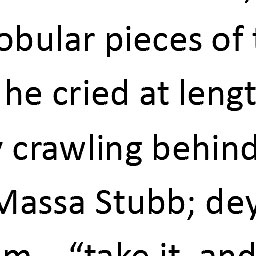 obular pieces of
he cried at lengt
crawling behind
Massa Stubb; dey
m. “take it, and